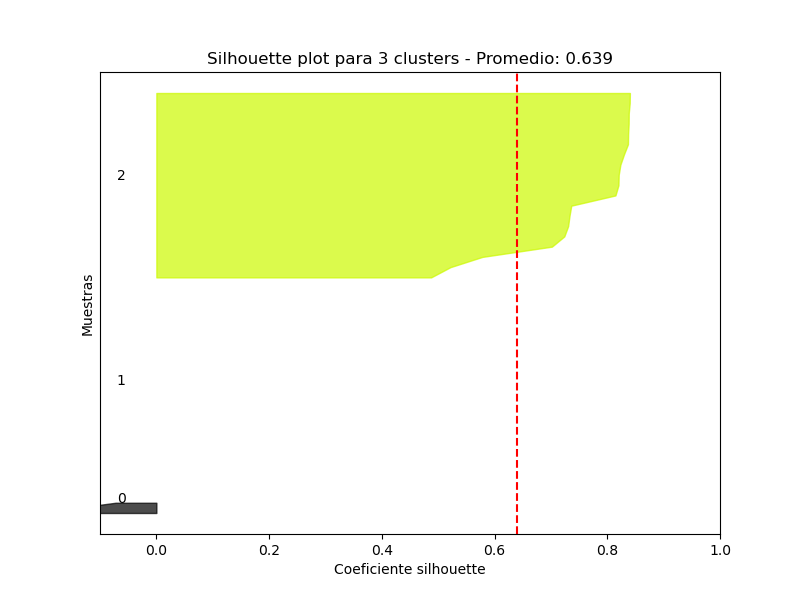 Silhouette plot para 3 clusters - Promedio: 0.639
Muestras
2
1
0
0.0 0.2 0.4 0.6 0.8 1.0
Coeficiente silhouette